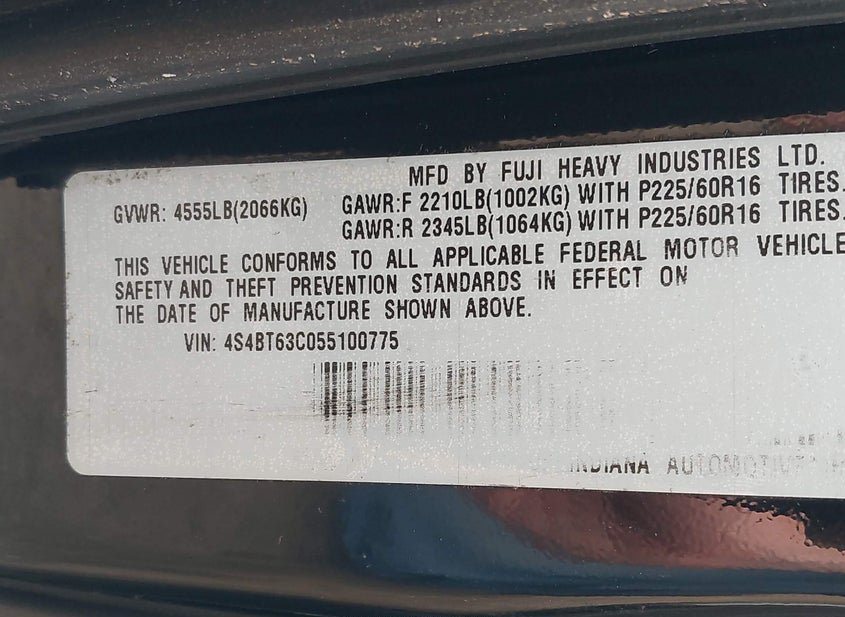 MFD BY FUJI HEAVY INDUSTRIES LTD.
GVWR: 4555LB(2066KG) GAWR:F 2210LB(1002KG) WITH P225/60R16 TIRES.
GAWR:R 2345LB(1064KG) WITH P225/60R16 TIRES.
THIS VEHICLE CONFORMS TO ALL APPLICABLE FEDERAL MOTOR VEHICLE
SAFETY AND THEFT PREVENTION STANDARDS IN EFFECT ON
THE DATE OF MANUFACTURE SHOWN ABOVE.
VIN: 4S4BT63C055100775
INDIANA AUTOMOTIVE